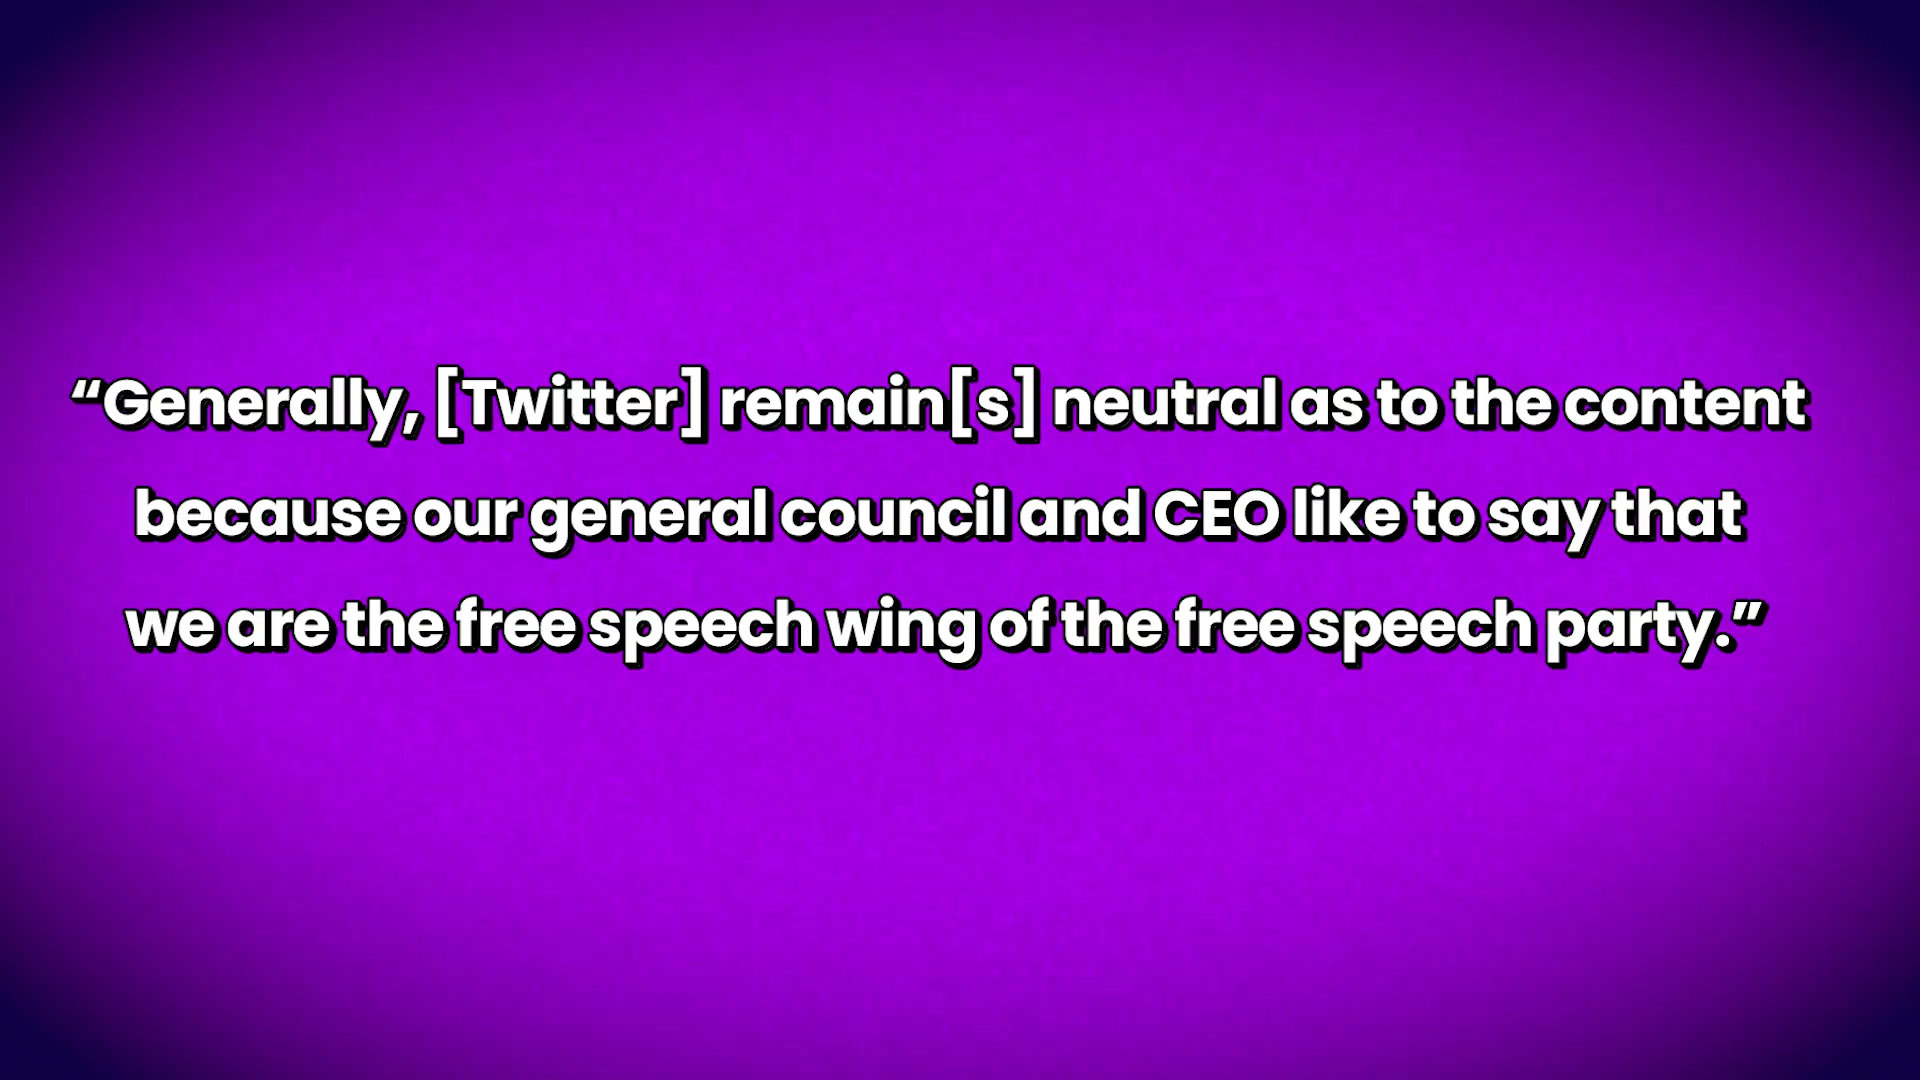 “Generally, [Twitter] remain[s] neutral as to the content
because our general council and CEO like to say that
we are the free speech wing of the free speech party.”